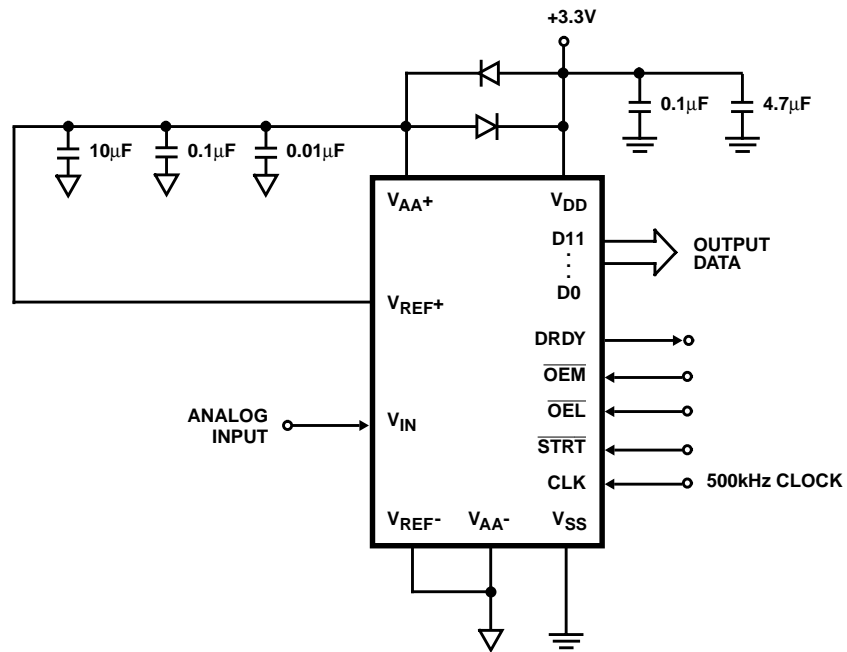 +3.3V
0.1μF
4.7μF
10μF
0.1μF
0.01μF
VAA+
VDD
D11
D0
OUTPUT
DATA
VREF+
DRDY
OEM
OEL
ANALOG
INPUT
VIN
STRT
CLK
500kHz CLOCK
VREF-
VAA-
VSS